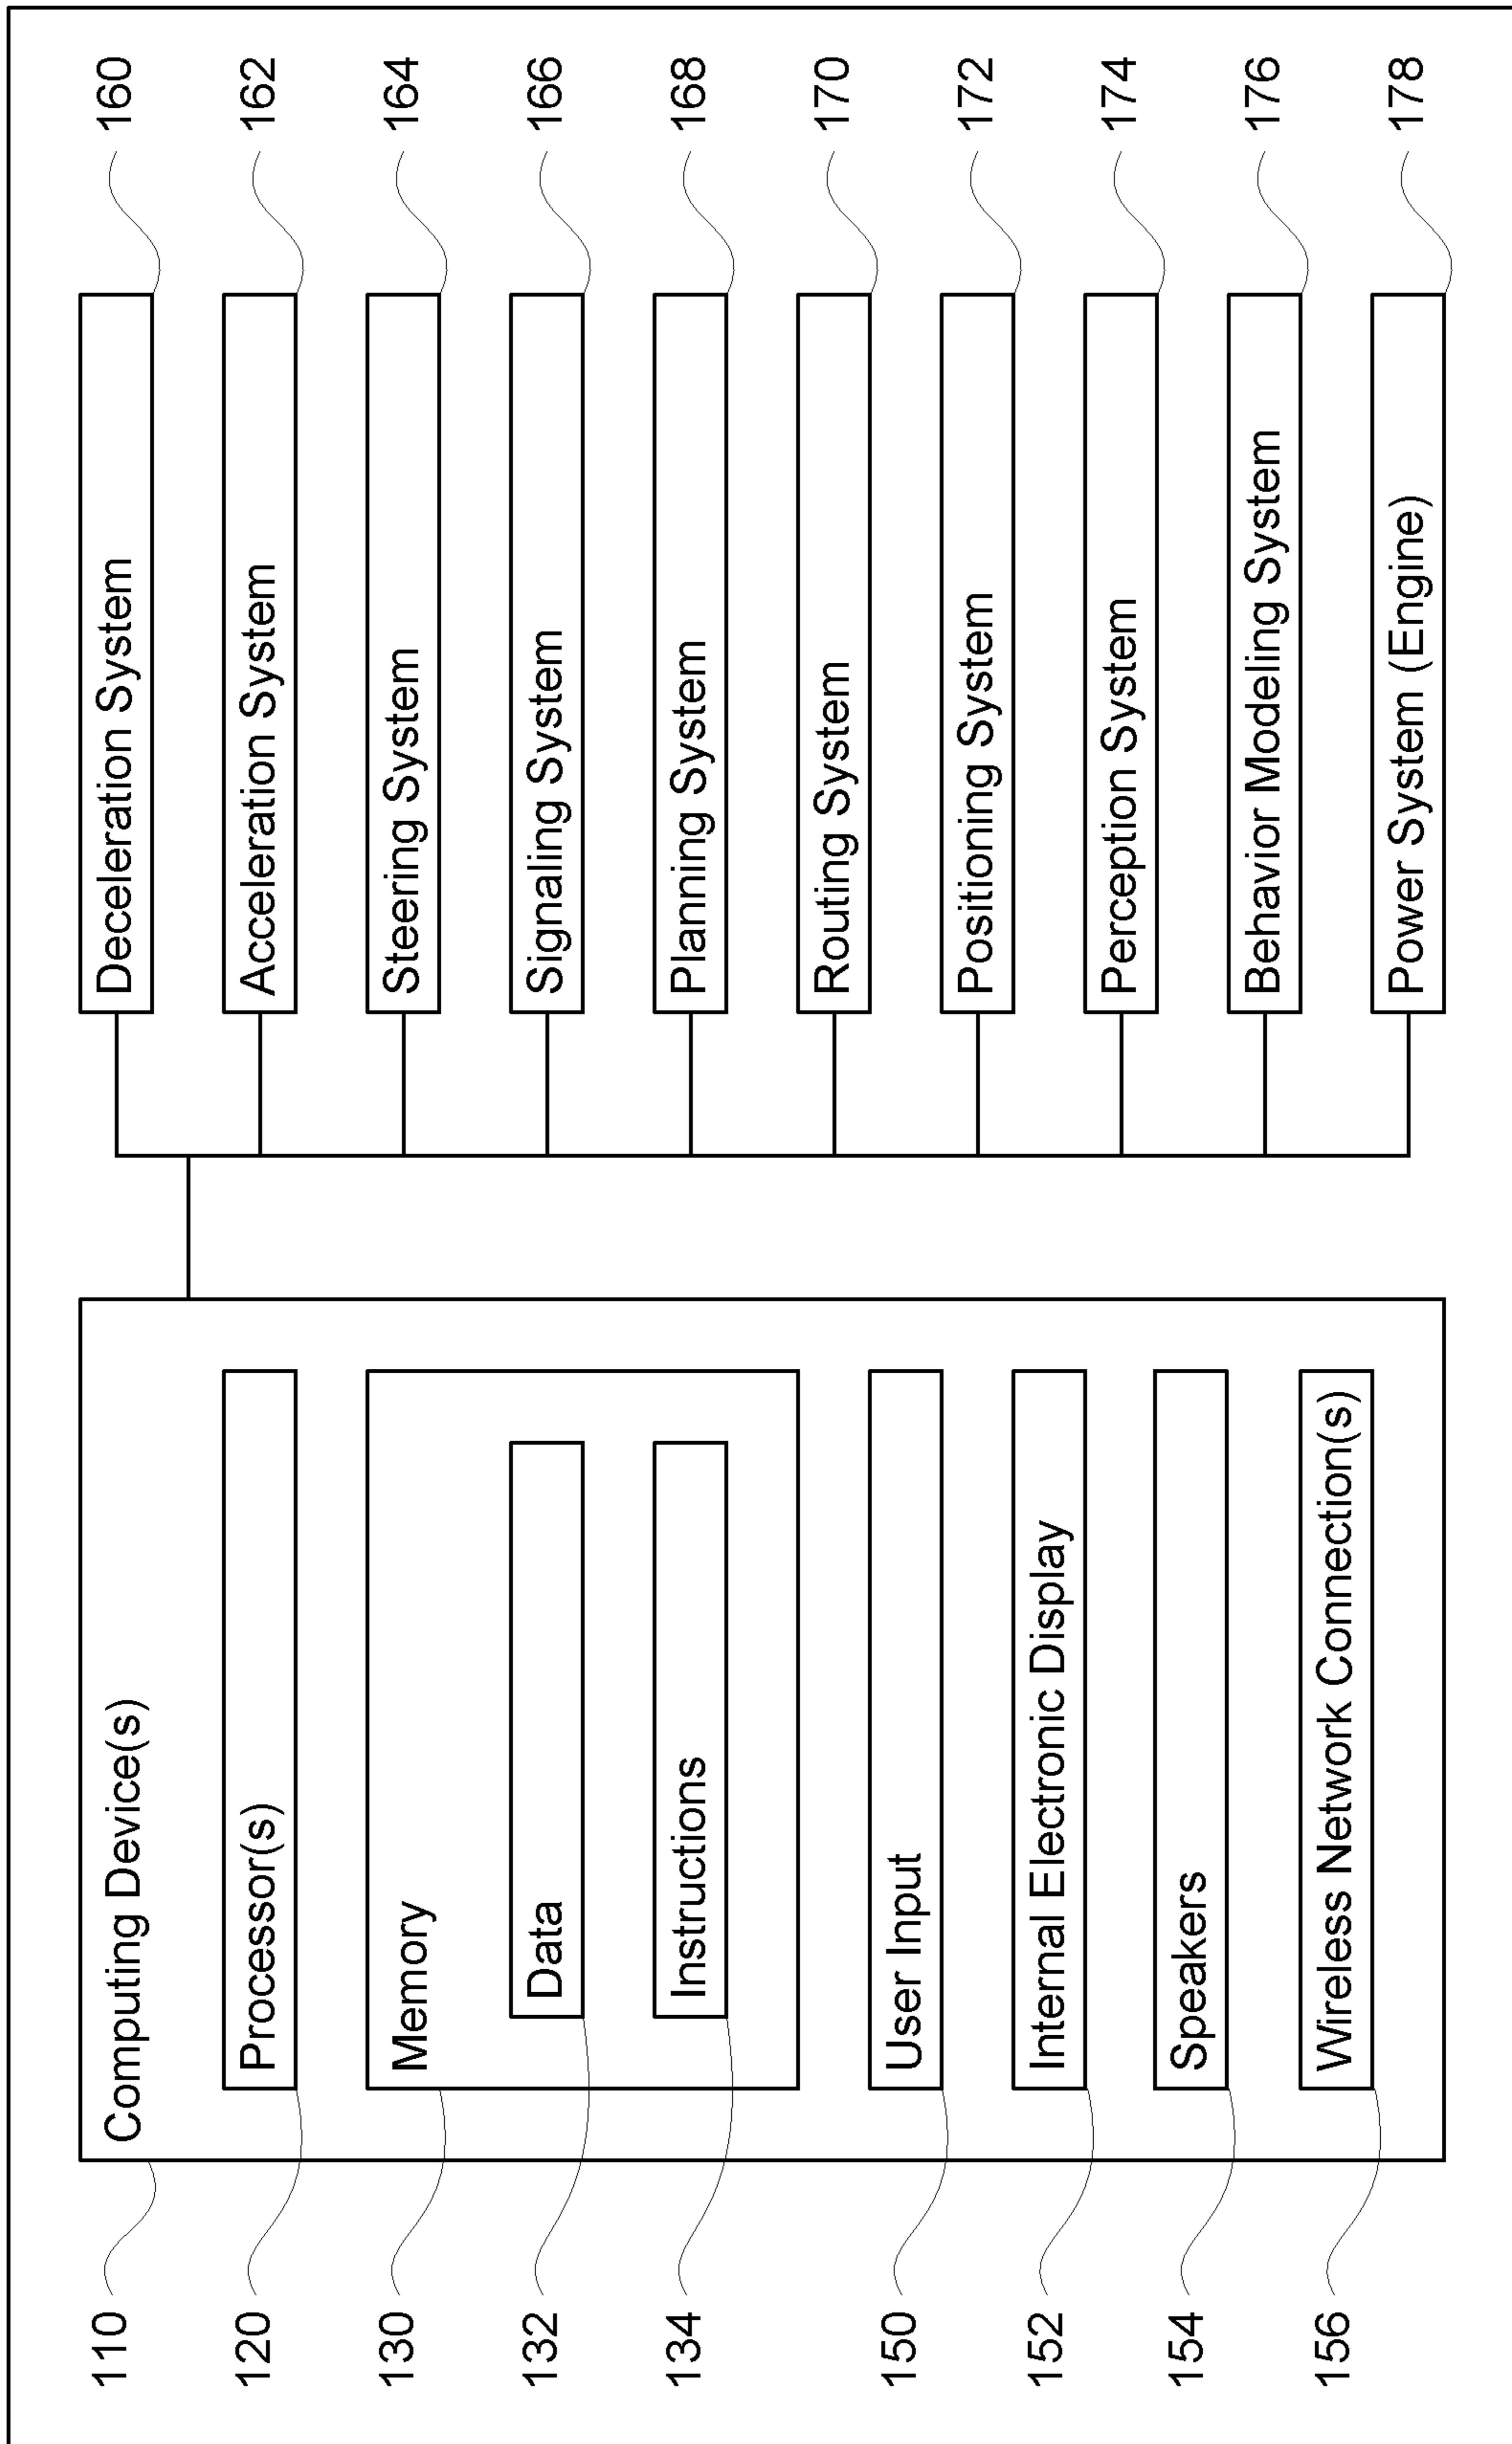 110
Computing Device(s)
120
Processor(s)
130
Memory
132
Data
134
Instructions
150
User Input
152
Internal Electronic Display
154
Speakers
156
Wireless Network Connection(s)
Deceleration System
160
Acceleration System
162
Steering System
164
Signaling System
166
Planning System
168
Routing System
170
Positioning System
172
Perception System
174
Behavior Modeling System
176
Power System (Engine)
178